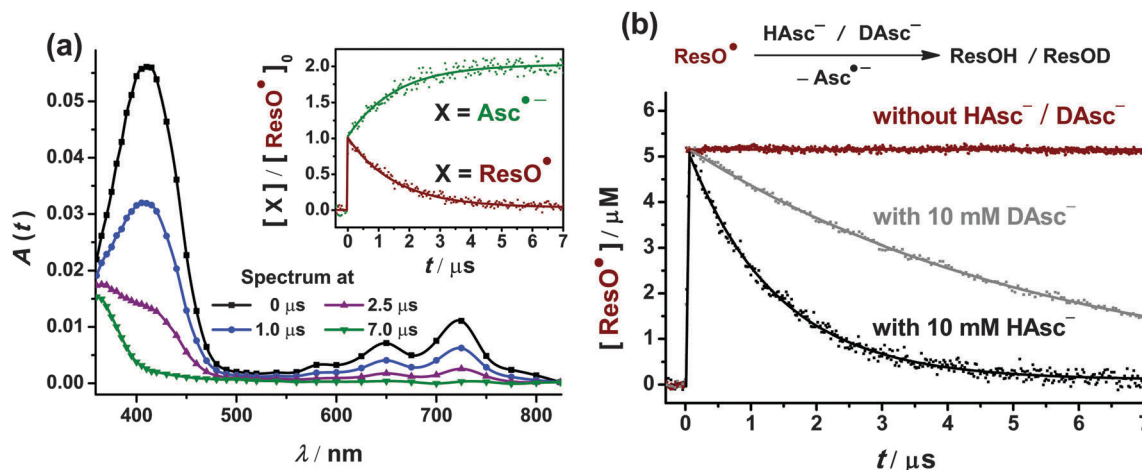 (a)
A (t)
0.05
0.04
0.03
0.02
0.01
0.00
400 500 600 700 800
λ / nm
Spectrum at
0 μs 2.5 μs
1.0 μs 7.0 μs
[ X ] / [ ResO• ]0
2.0
1.0
0.0
X = Asc•−
X = ResO•
0 1 2 3 4 5 6 7
t / μs
(b)
HAsc− / DAsc−
ResO• ResOH / ResOD
− Asc•−
[ ResO• ] / μM
6
5
4
3
2
1
0
without HAsc− / DAsc−
with 10 mM DAsc−
with 10 mM HAsc−
0 1 2 3 4 5 6 7
t / μs